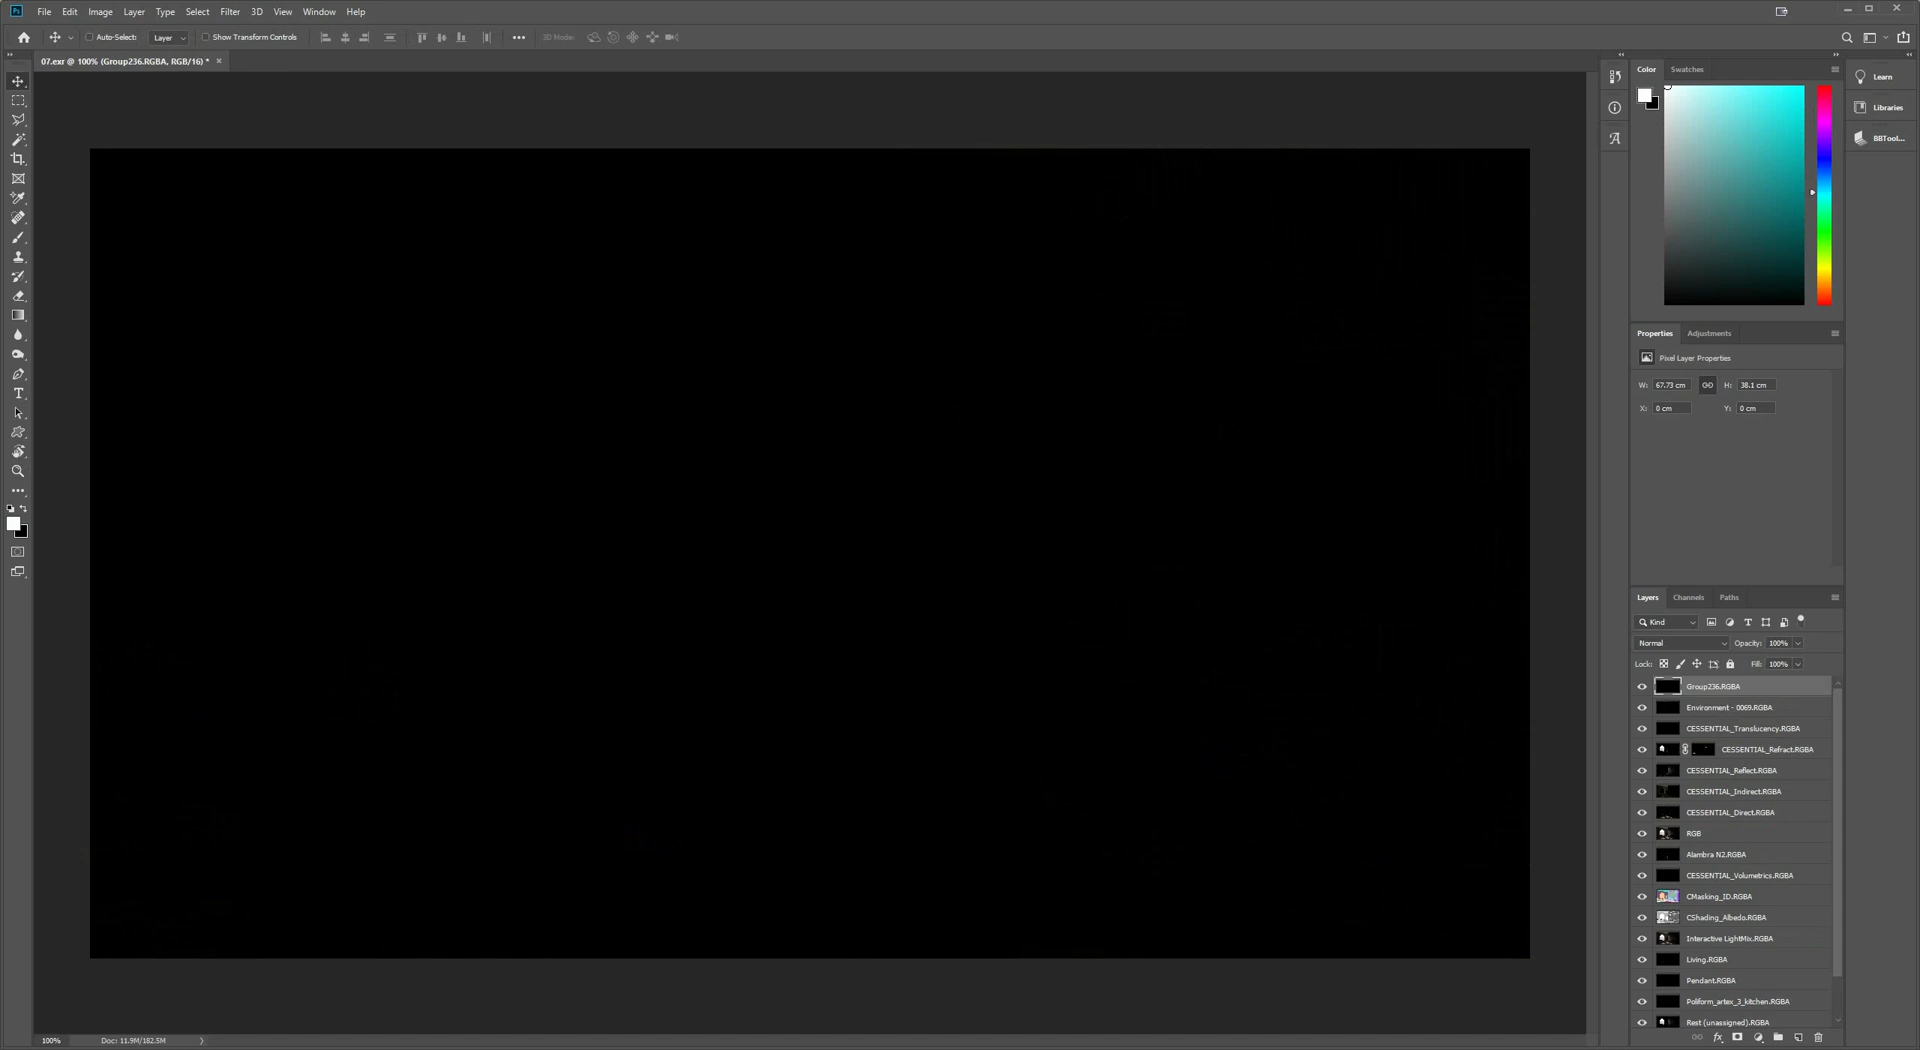 Ps File Edit Image Layer Type Select Filter 3D View Window Help
Auto-Select: Layer Show Transform Controls 3D Mode:
07.exr @ 100% (Group236.RGBA, RGB/16) *
Color Swatches
Learn
Libraries
BBTool...
Properties Adjustments
Pixel Layer Properties
W: 67.73 cm H: 38.1 cm
X: 0 cm Y: 0 cm
Layers Channels Paths
Kind
Normal Opacity: 100%
Lock: Fill: 100%
Group236.RGBA
Environment - 0069.RGBA
CESSENTIAL_Translucency.RGBA
CESSENTIAL_Refract.RGBA
CESSENTIAL_Reflect.RGBA
CESSENTIAL_Indirect.RGBA
CESSENTIAL_Direct.RGBA
RGB
Alambra N2.RGBA
CESSENTIAL_Volumetrics.RGBA
CMasking_ID.RGBA
CShading_Albedo.RGBA
Interactive LightMix.RGBA
Living.RGBA
Pendant.RGBA
Poliform_artex_3_kitchen.RGBA
Rest (unassigned).RGBA
100% Doc: 11.9M/182.5M